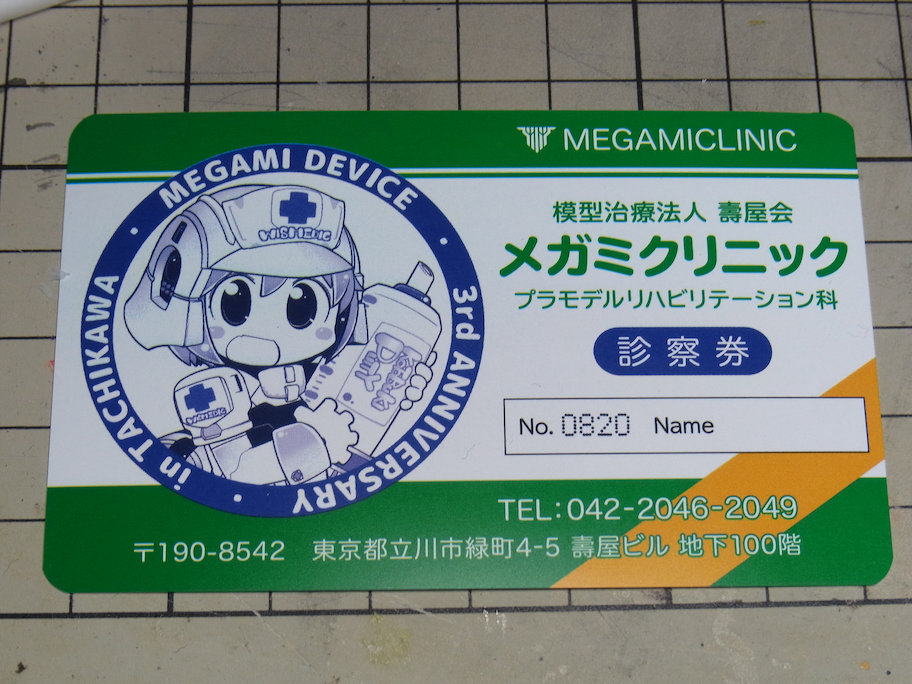 MEGAMICLINIC
MEGAMI DEVICE
3rd ANNIVERSARY
in TACHIKAWA
模型治療法人 壽屋会
メガミクリニック
プラモデルリハビリテーション科
診察券
No. 0820 Name
TEL:042-2046-2049
〒190-8542 東京都立川市緑町4-5 壽屋ビル 地下100階